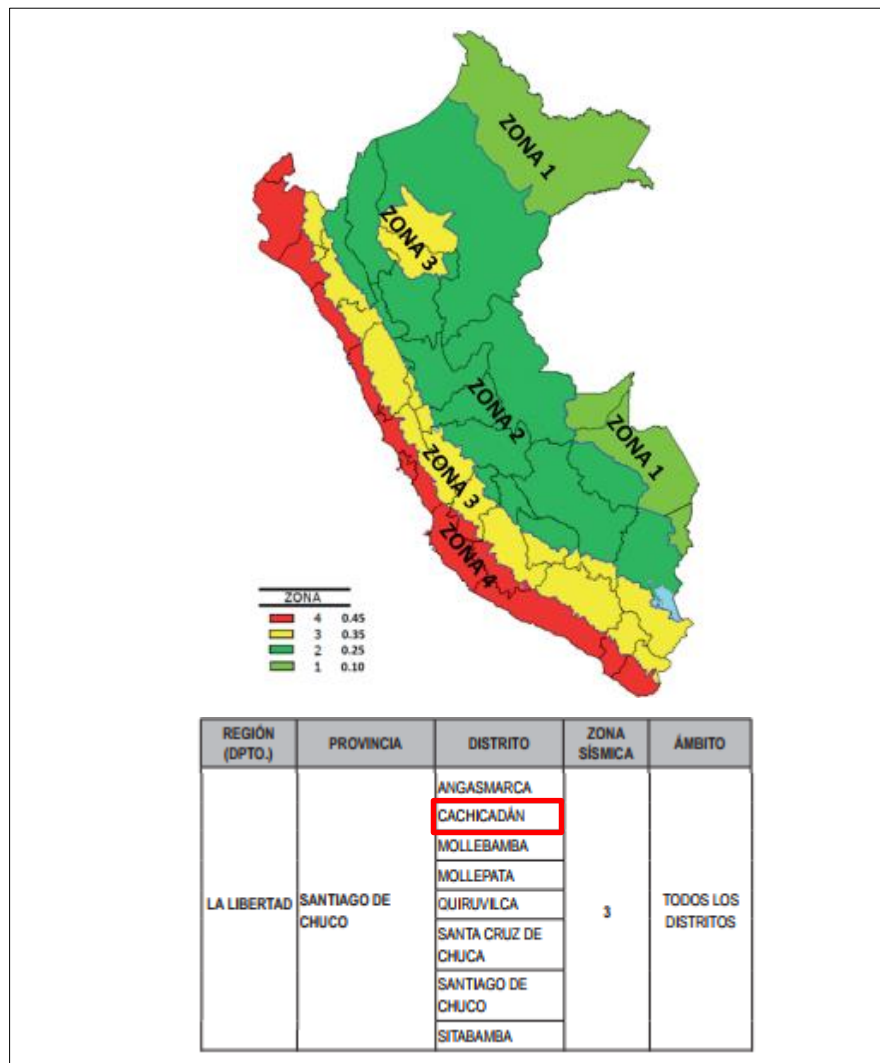 ZONA 1
ZONA 3
ZONA 2
ZONA 1
ZONA 3
ZONA 4
ZONA
4 0.45
3 0.35
2 0.25
1 0.10
REGIÓN (DPTO.) PROVINCIA DISTRITO ZONA SÍSMICA ÁMBITO
ANGASMARCA
CACHICADÁN
MOLLEBAMBA
MOLLEPATA
LA LIBERTAD SANTIAGO DE CHUCO QUIRUVILCA 3 TODOS LOS DISTRITOS
SANTA CRUZ DE
CHUCA
SANTIAGO DE
CHUCO
SITABAMBA